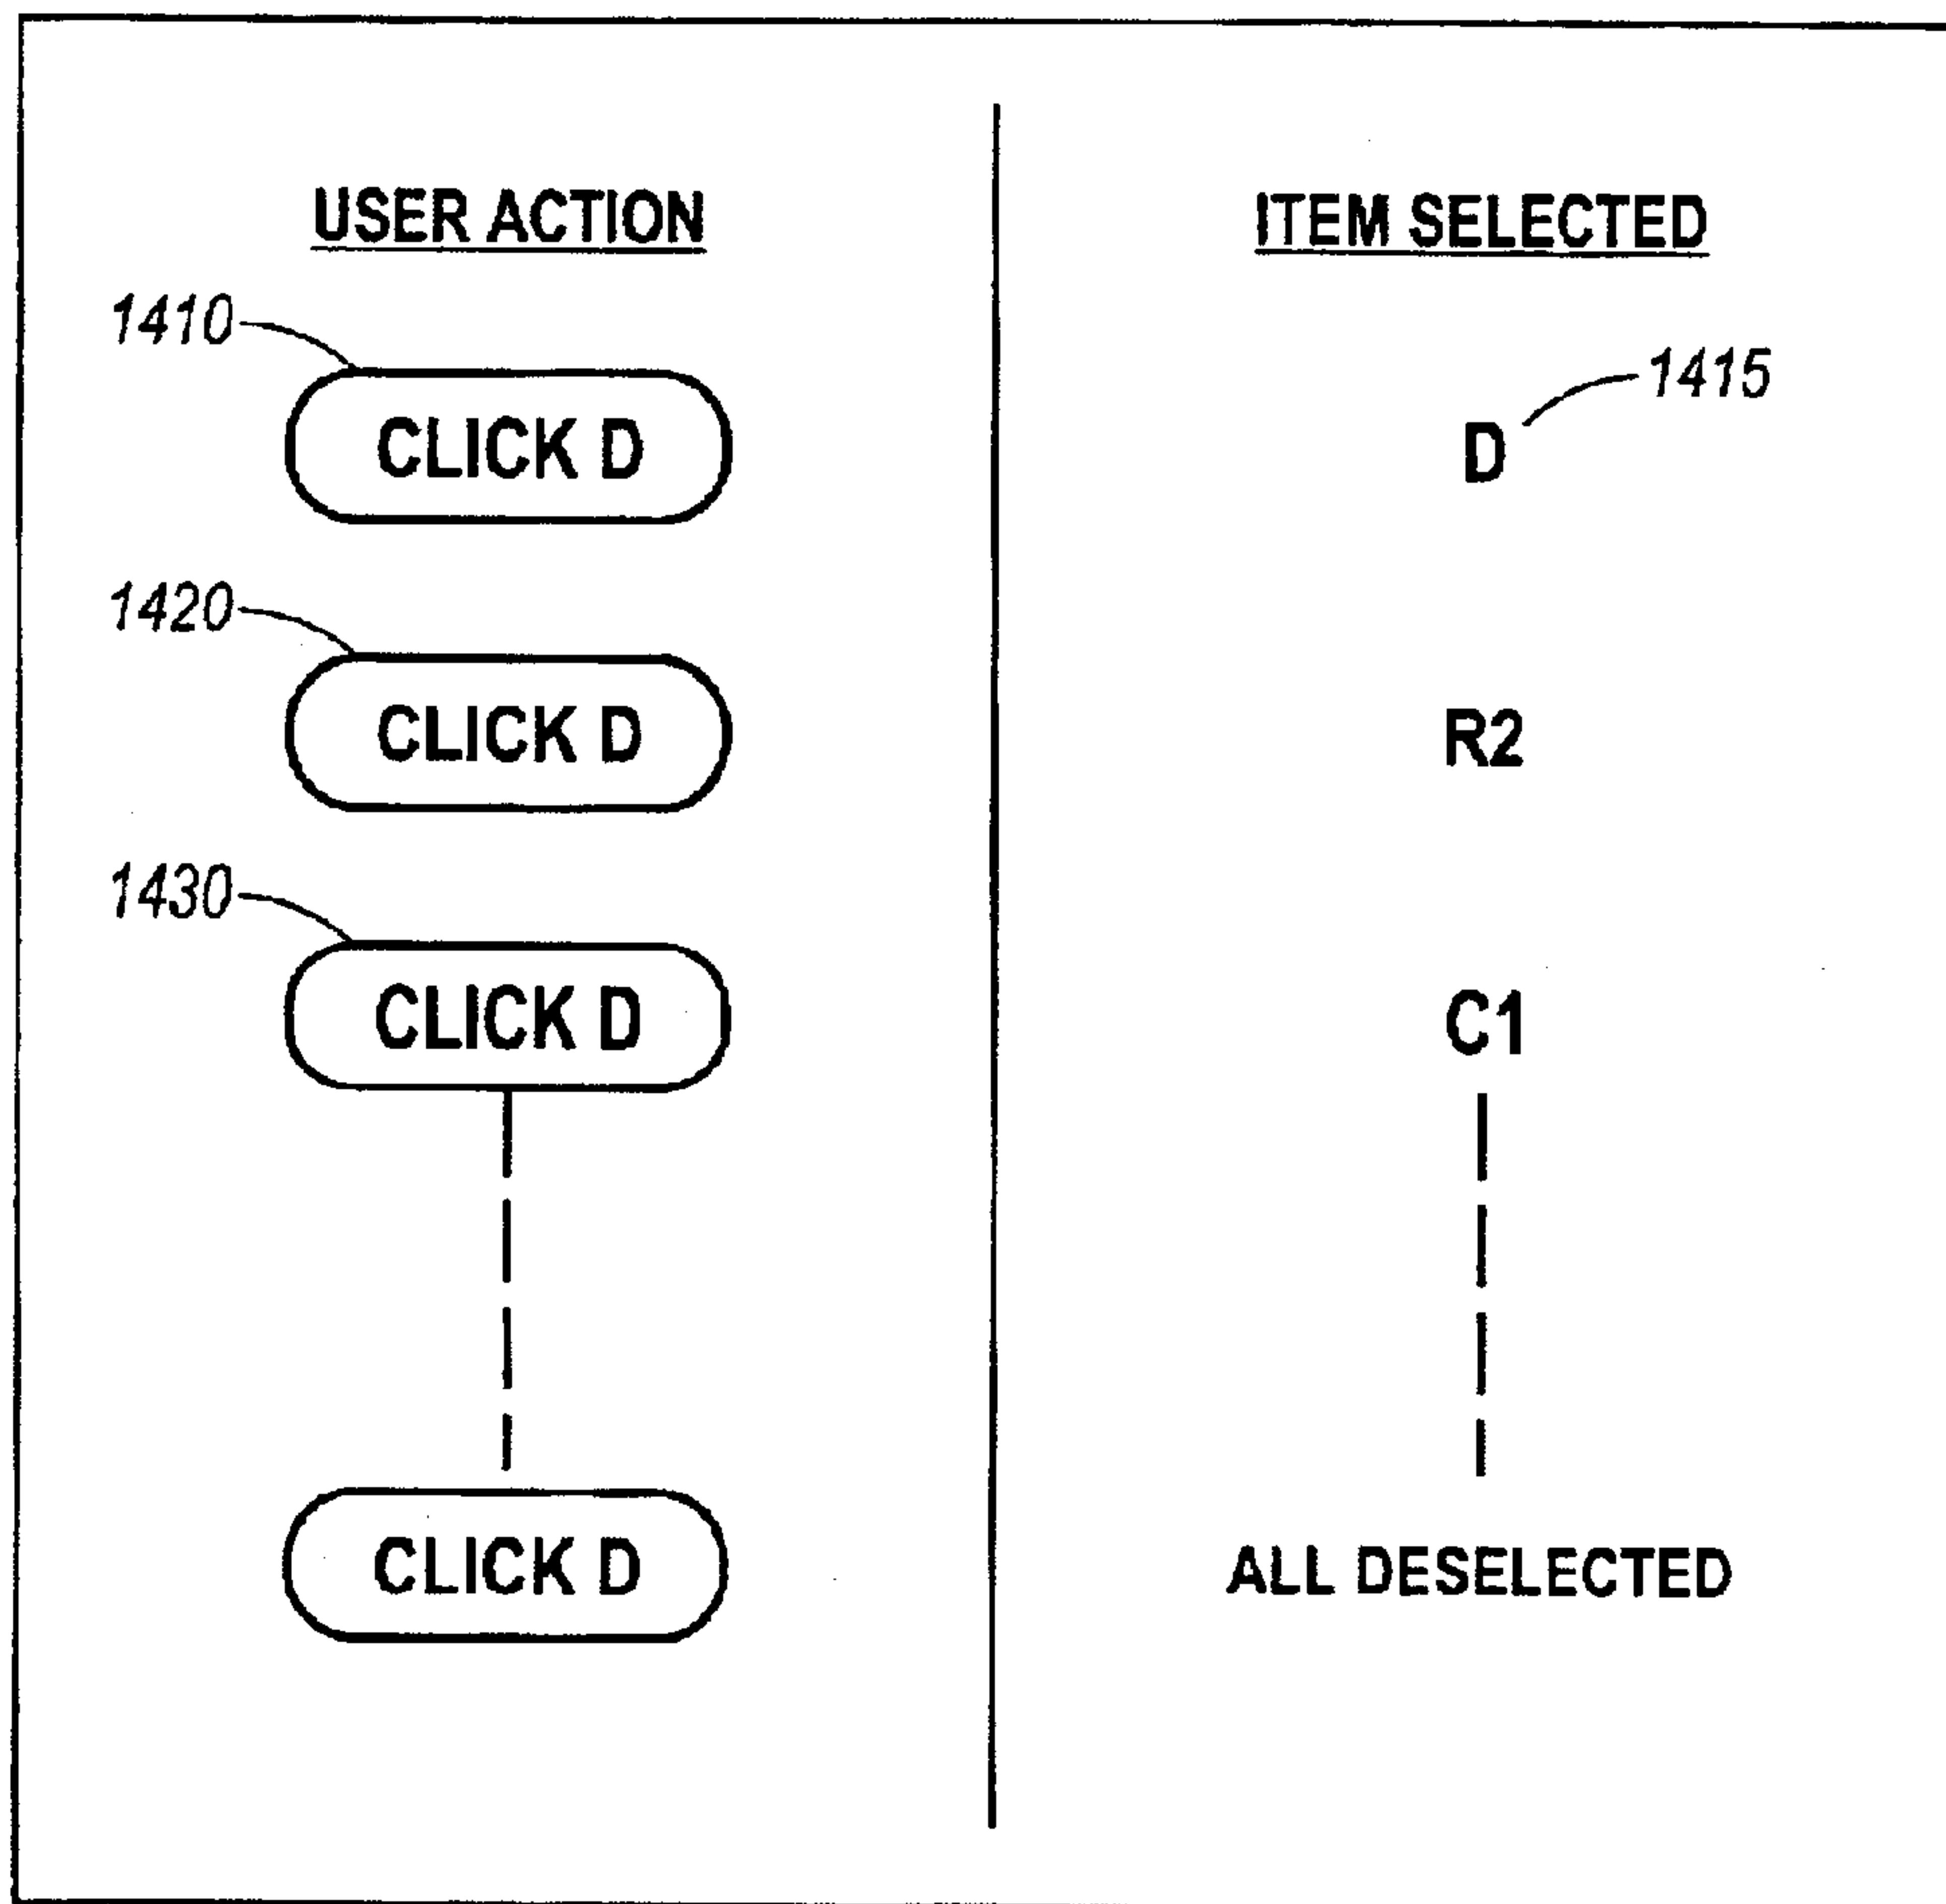 USER ACTION
ITEM SELECTED
1410
CLICK D
D
1415
1420
CLICK D
R2
1430
CLICK D
C1
CLICK D
ALL DESELECTED